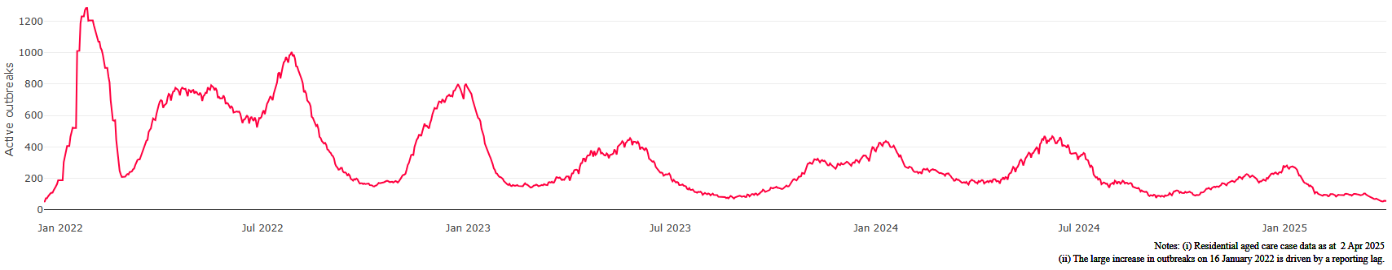 Active outbreaks
1200
1000
800
600
400
200
0
Jan 2022
Jul 2022
Jan 2023
Jul 2023
Jan 2024
Jul 2024
Jan 2025
Notes: (i) Residential aged care case data as at 2 Apr 2025
(ii) The large increase in outbreaks on 16 January 2022 is driven by a reporting lag.